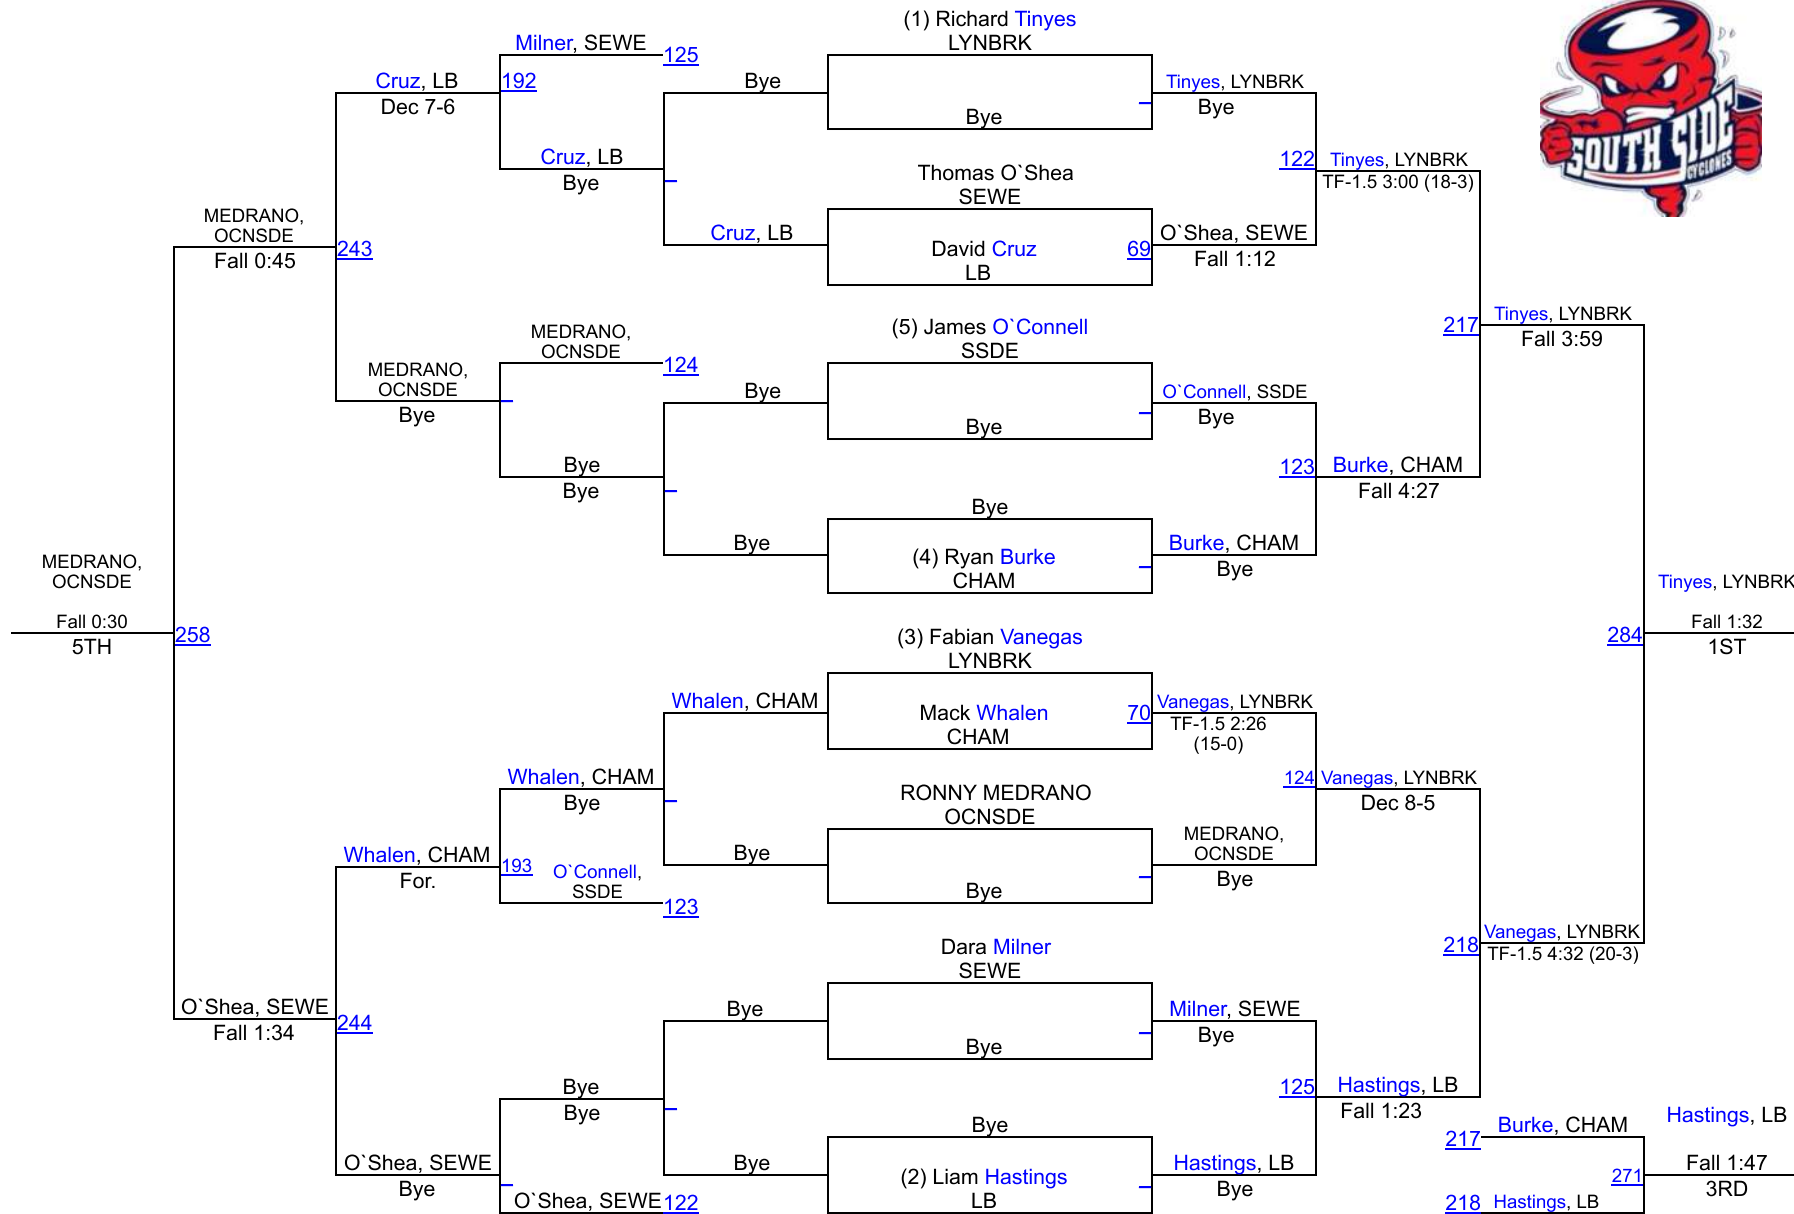 (1) Richard Tinyes
LYNBRK
Bye
Thomas O`Shea
SEWE
David Cruz 69
LB
(5) James O`Connell
SSDE
Bye
Bye
(4) Ryan Burke
CHAM
(3) Fabian Vanegas
LYNBRK
Mack Whalen 70
CHAM
RONNY MEDRANO
OCNSDE
Bye
Dara Milner
SEWE
Bye
Bye
(2) Liam Hastings
LB
Tinyes, LYNBRK
Bye
O`Shea, SEWE
Fall 1:12
O`Connell, SSDE
Bye
Burke, CHAM
Bye
Vanegas, LYNBRK
TF-1.5 2:26
(15-0)
MEDRANO,
OCNSDE
Bye
Milner, SEWE
Bye
Hastings, LB
Bye
122 Tinyes, LYNBRK
TF-1.5 3:00 (18-3)
123 Burke, CHAM
Fall 4:27
124 Vanegas, LYNBRK
Dec 8-5
125 Hastings, LB
Fall 1:23
217 Tinyes, LYNBRK
Fall 3:59
218 Vanegas, LYNBRK
TF-1.5 4:32 (20-3)
Tinyes, LYNBRK
284 Fall 1:32
1ST
217 Burke, CHAM
218 Hastings, LB
Hastings, LB
271 Fall 1:47
3RD
Bye
Cruz, LB
Bye
Bye
Whalen, CHAM
Bye
Bye
Bye
Milner, SEWE 125
Cruz, LB
Bye
MEDRANO,
OCNSDE 124
Bye
Bye
Whalen, CHAM
Bye
O`Connell,
SSDE 123
Bye
Bye
O`Shea, SEWE 122
Cruz, LB 192
Dec 7-6
MEDRANO,
OCNSDE
Bye
Whalen, CHAM 193
For.
O`Shea, SEWE
Bye
MEDRANO,
OCNSDE 243
Fall 0:45
O`Shea, SEWE 244
Fall 1:34
MEDRANO,
OCNSDE
Fall 0:30 258
5TH
SOUTH SIDE
CYCLONES